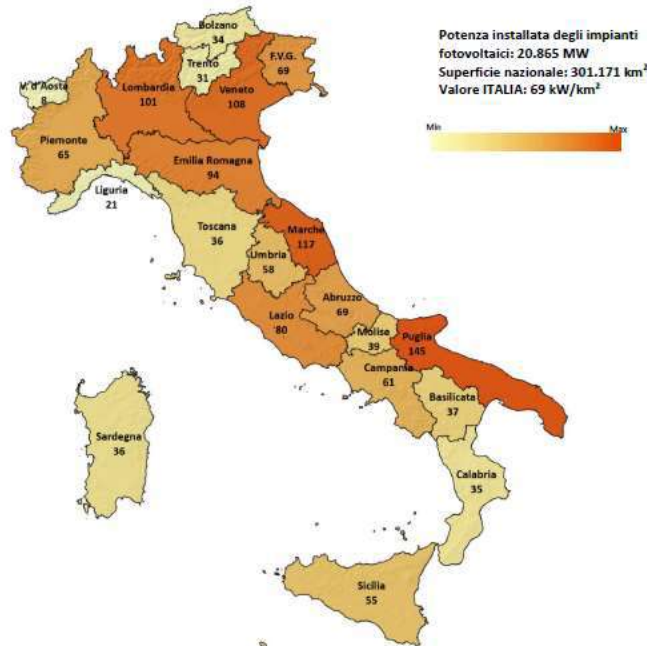 Bolzano
34
Trento
31
F.V.G.
69
V. d'Aosta
8
Lombardia
101
Veneto
108
Piemonte
65
Emilia Romagna
94
Liguria
21
Toscana
36
Marche
117
Umbria
58
Lazio
80
Abruzzo
69
Molise
39
Puglia
145
Campania
61
Basilicata
37
Sardegna
36
Calabria
35
Sicilia
55
Potenza installata degli impianti
fotovoltaici: 20.865 MW
Superficie nazionale: 301.171 km²
Valore ITALIA: 69 kW/km²
Min
Max